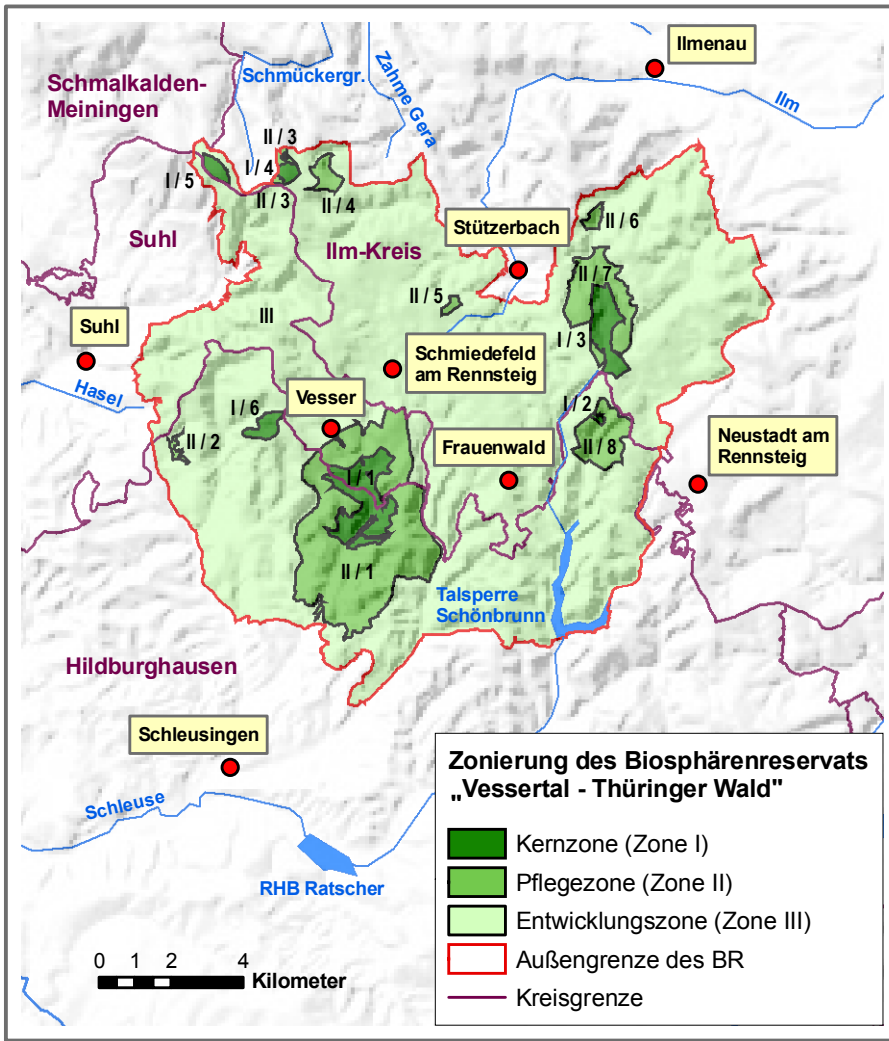 Ilmenau
Schmalkalden-
Meiningen
Schmückergr.
Zahme Gera
Ilm
II / 3
I / 4
I / 5
II / 3
II / 4
II / 6
Suhl
Ilm-Kreis
Stützerbach
II / 7
II / 5
III
I / 3
Suhl
Schmiedefeld
am Rennsteig
Hasel
I / 6
Vesser
I / 2
II / 2
II / 8
Frauenwald
Neustadt am
Rennsteig
I / 1
II / 1
Talsperre
Schönbrunn
Hildburghausen
Schleusingen
Schleuse
RHB Ratscher
Zonierung des Biosphärenreservats
„Vessertal - Thüringer Wald"
Kernzone (Zone I)
Pflegezone (Zone II)
Entwicklungszone (Zone III)
Außengrenze des BR
Kreisgrenze
0 1 2 4
Kilometer